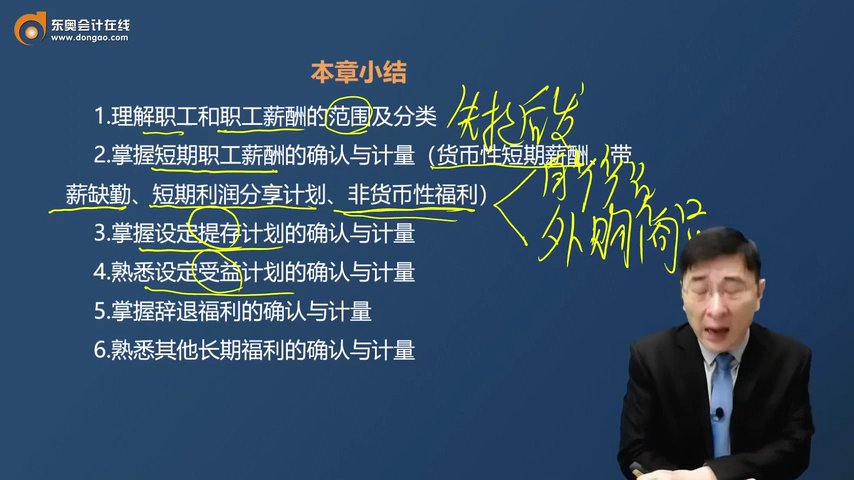 东奥会计在线
www.dongao.com
本章小结
1.理解职工和职工薪酬的范围及分类
先提后发
2.掌握短期职工薪酬的确认与计量（货币性短期薪酬、带
薪缺勤、短期利润分享计划、非货币性福利）
外购商品
3.掌握设定提存计划的确认与计量
4.熟悉设定受益计划的确认与计量
5.掌握辞退福利的确认与计量
6.熟悉其他长期福利的确认与计量